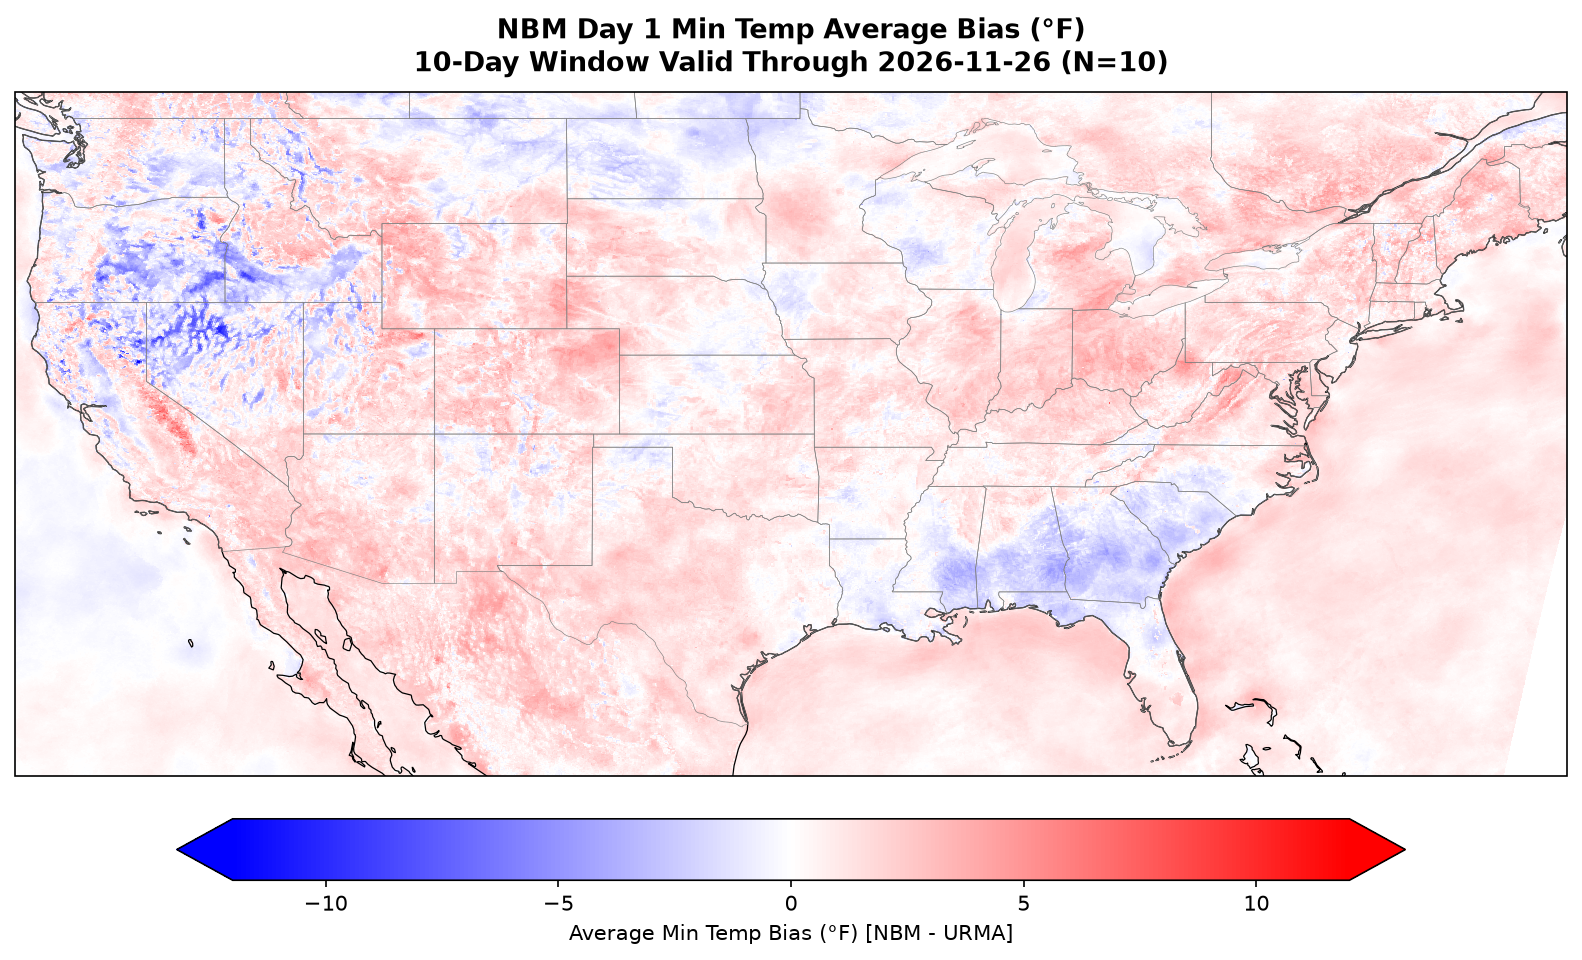 NBM Day 1 Min Temp Average Bias (°F)
10-Day Window Valid Through 2026-11-26 (N=10)
−10 −5 0 5 10
Average Min Temp Bias (°F) [NBM - URMA]